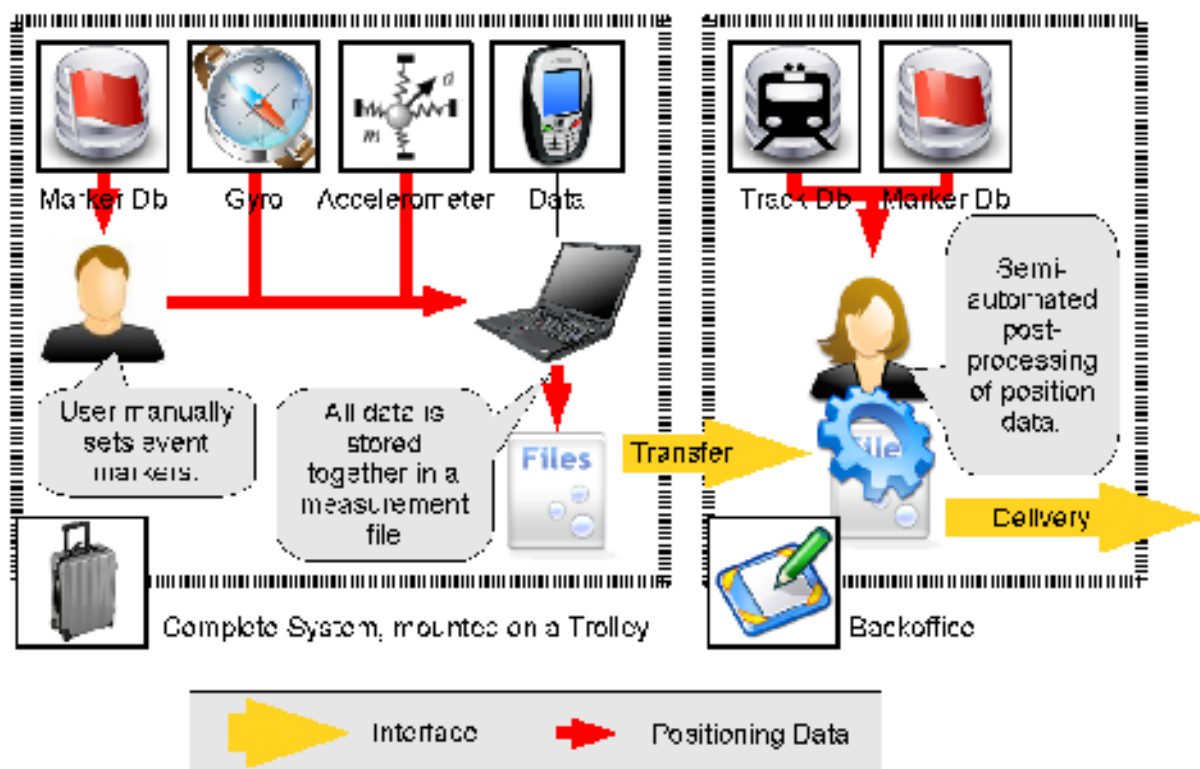 Marker Db
Gyro
Accelerometer
Data
User manually
sets event
markers.
All data is
stored
together in a
measurement
file
Files
Transfer
Complete System, mounted on a Trolley
Track Db
Marker Db
Semi-
automated
post-
processing
of position
data.
File
Delivery
Backoffice
Interface
Positioning Data